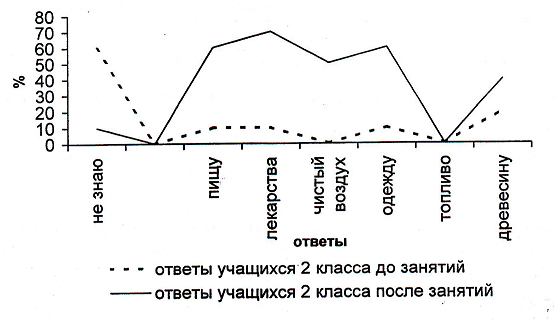 80
70
60
50
40
30
20
10
0
%
не знаю
пищу
лекарства
чистый
воздух
одежду
топливо
древесину
ответы
ответы учащихся 2 класса до занятий
ответы учащихся 2 класса после занятий